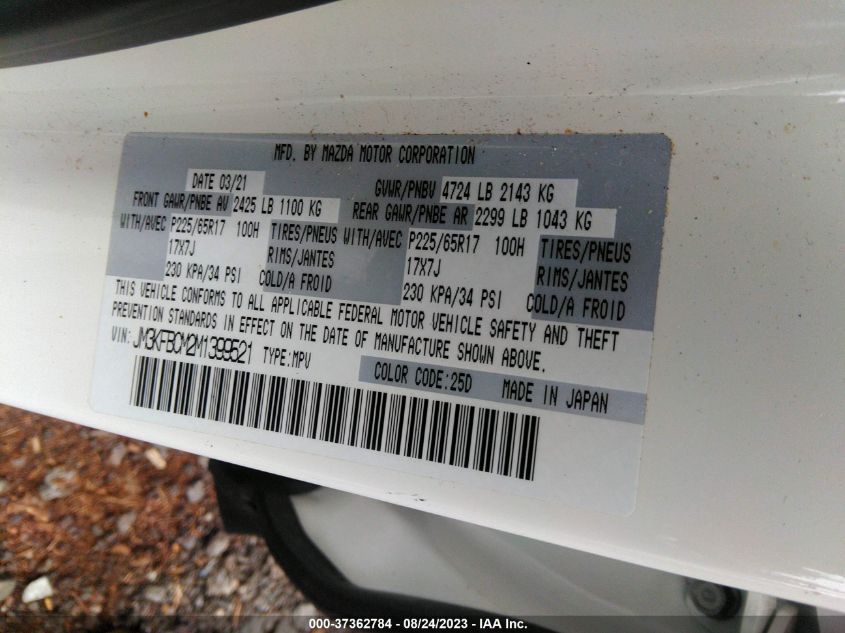 MFD. BY MAZDA MOTOR CORPORATION
DATE 03/21 GVWR/PNBV 4724 LB 2143 KG
FRONT GAWR/PNBE AV 2425 LB 1100 KG REAR GAWR/PNBE AR 2299 LB 1043 KG
WITH/AVEC P225/65R17 100H TIRES/PNEUS WITH/AVEC P225/65R17 100H TIRES/PNEUS
17X7J RIMS/JANTES 17X7J RIMS/JANTES
230 KPA/34 PSI COLD/A FROID 230 KPA/34 PSI COLD/A FROID
THIS VEHICLE CONFORMS TO ALL APPLICABLE FEDERAL MOTOR VEHICLE SAFETY AND THEFT
PREVENTION STANDARDS IN EFFECT ON THE DATE OF MANUFACTURE SHOWN ABOVE.
VIN: JM3KFBCM2M1399521 TYPE:MPV
COLOR CODE:25D MADE IN JAPAN
000-37362784 - 08/24/2023 - IAA Inc.